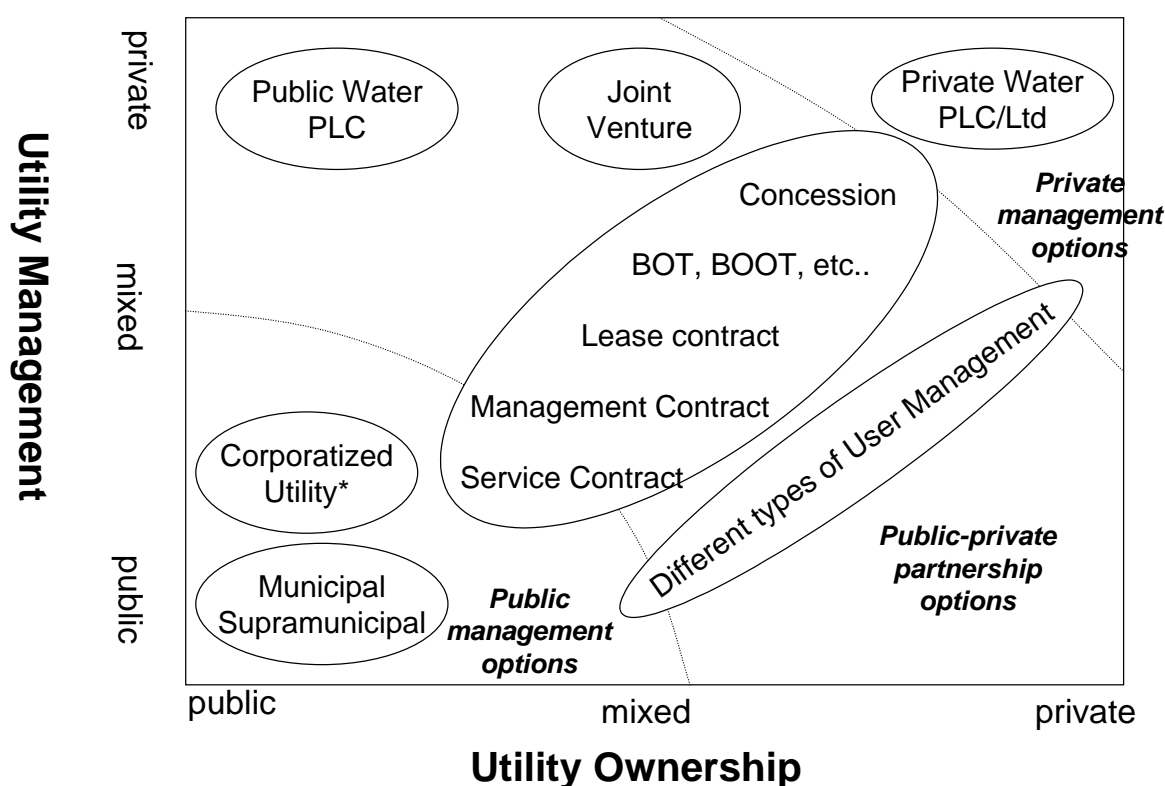 private
mixed
public
Utility Management
Public Water
PLC
Joint
Venture
Private Water
PLC/Ltd
Concession
Private
management
options
BOT, BOOT, etc..
Lease contract
Management Contract
Service Contract
Different types of User Management
Corporatized
Utility*
Municipal
Supramunicipal
Public
management
options
Public-private
partnership
options
public
mixed
private
Utility Ownership